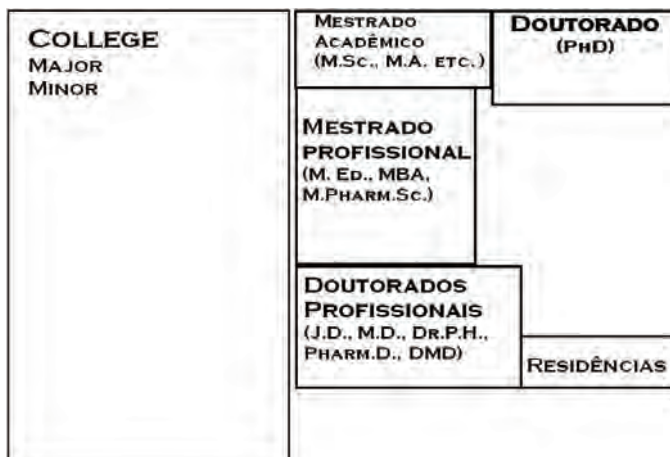 COLLEGE
MAJOR
MINOR
MESTRADO
ACADÊMICO
(M.SC., M.A. ETC.)
DOUTORADO
(PHD)
MESTRADO
PROFISSIONAL
(M. ED., MBA,
M.PHARM.SC.)
DOUTORADOS
PROFISSIONAIS
(J.D., M.D., DR.P.H.,
PHARM.D., DMD)
RESIDÊNCIAS